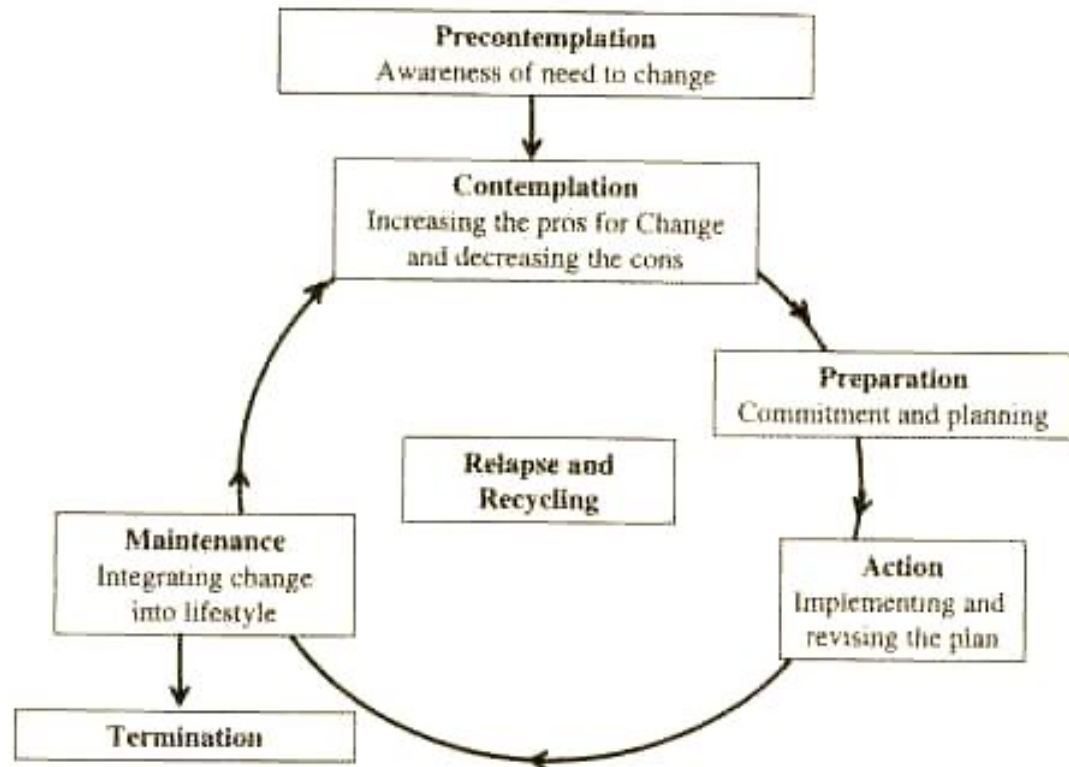 Precontemplation
Awareness of need to change
Contemplation
Increasing the pros for Change
and decreasing the cons
Preparation
Commitment and planning
Relapse and
Recycling
Maintenance
Integrating change
into lifestyle
Action
Implementing and
revising the plan
Termination